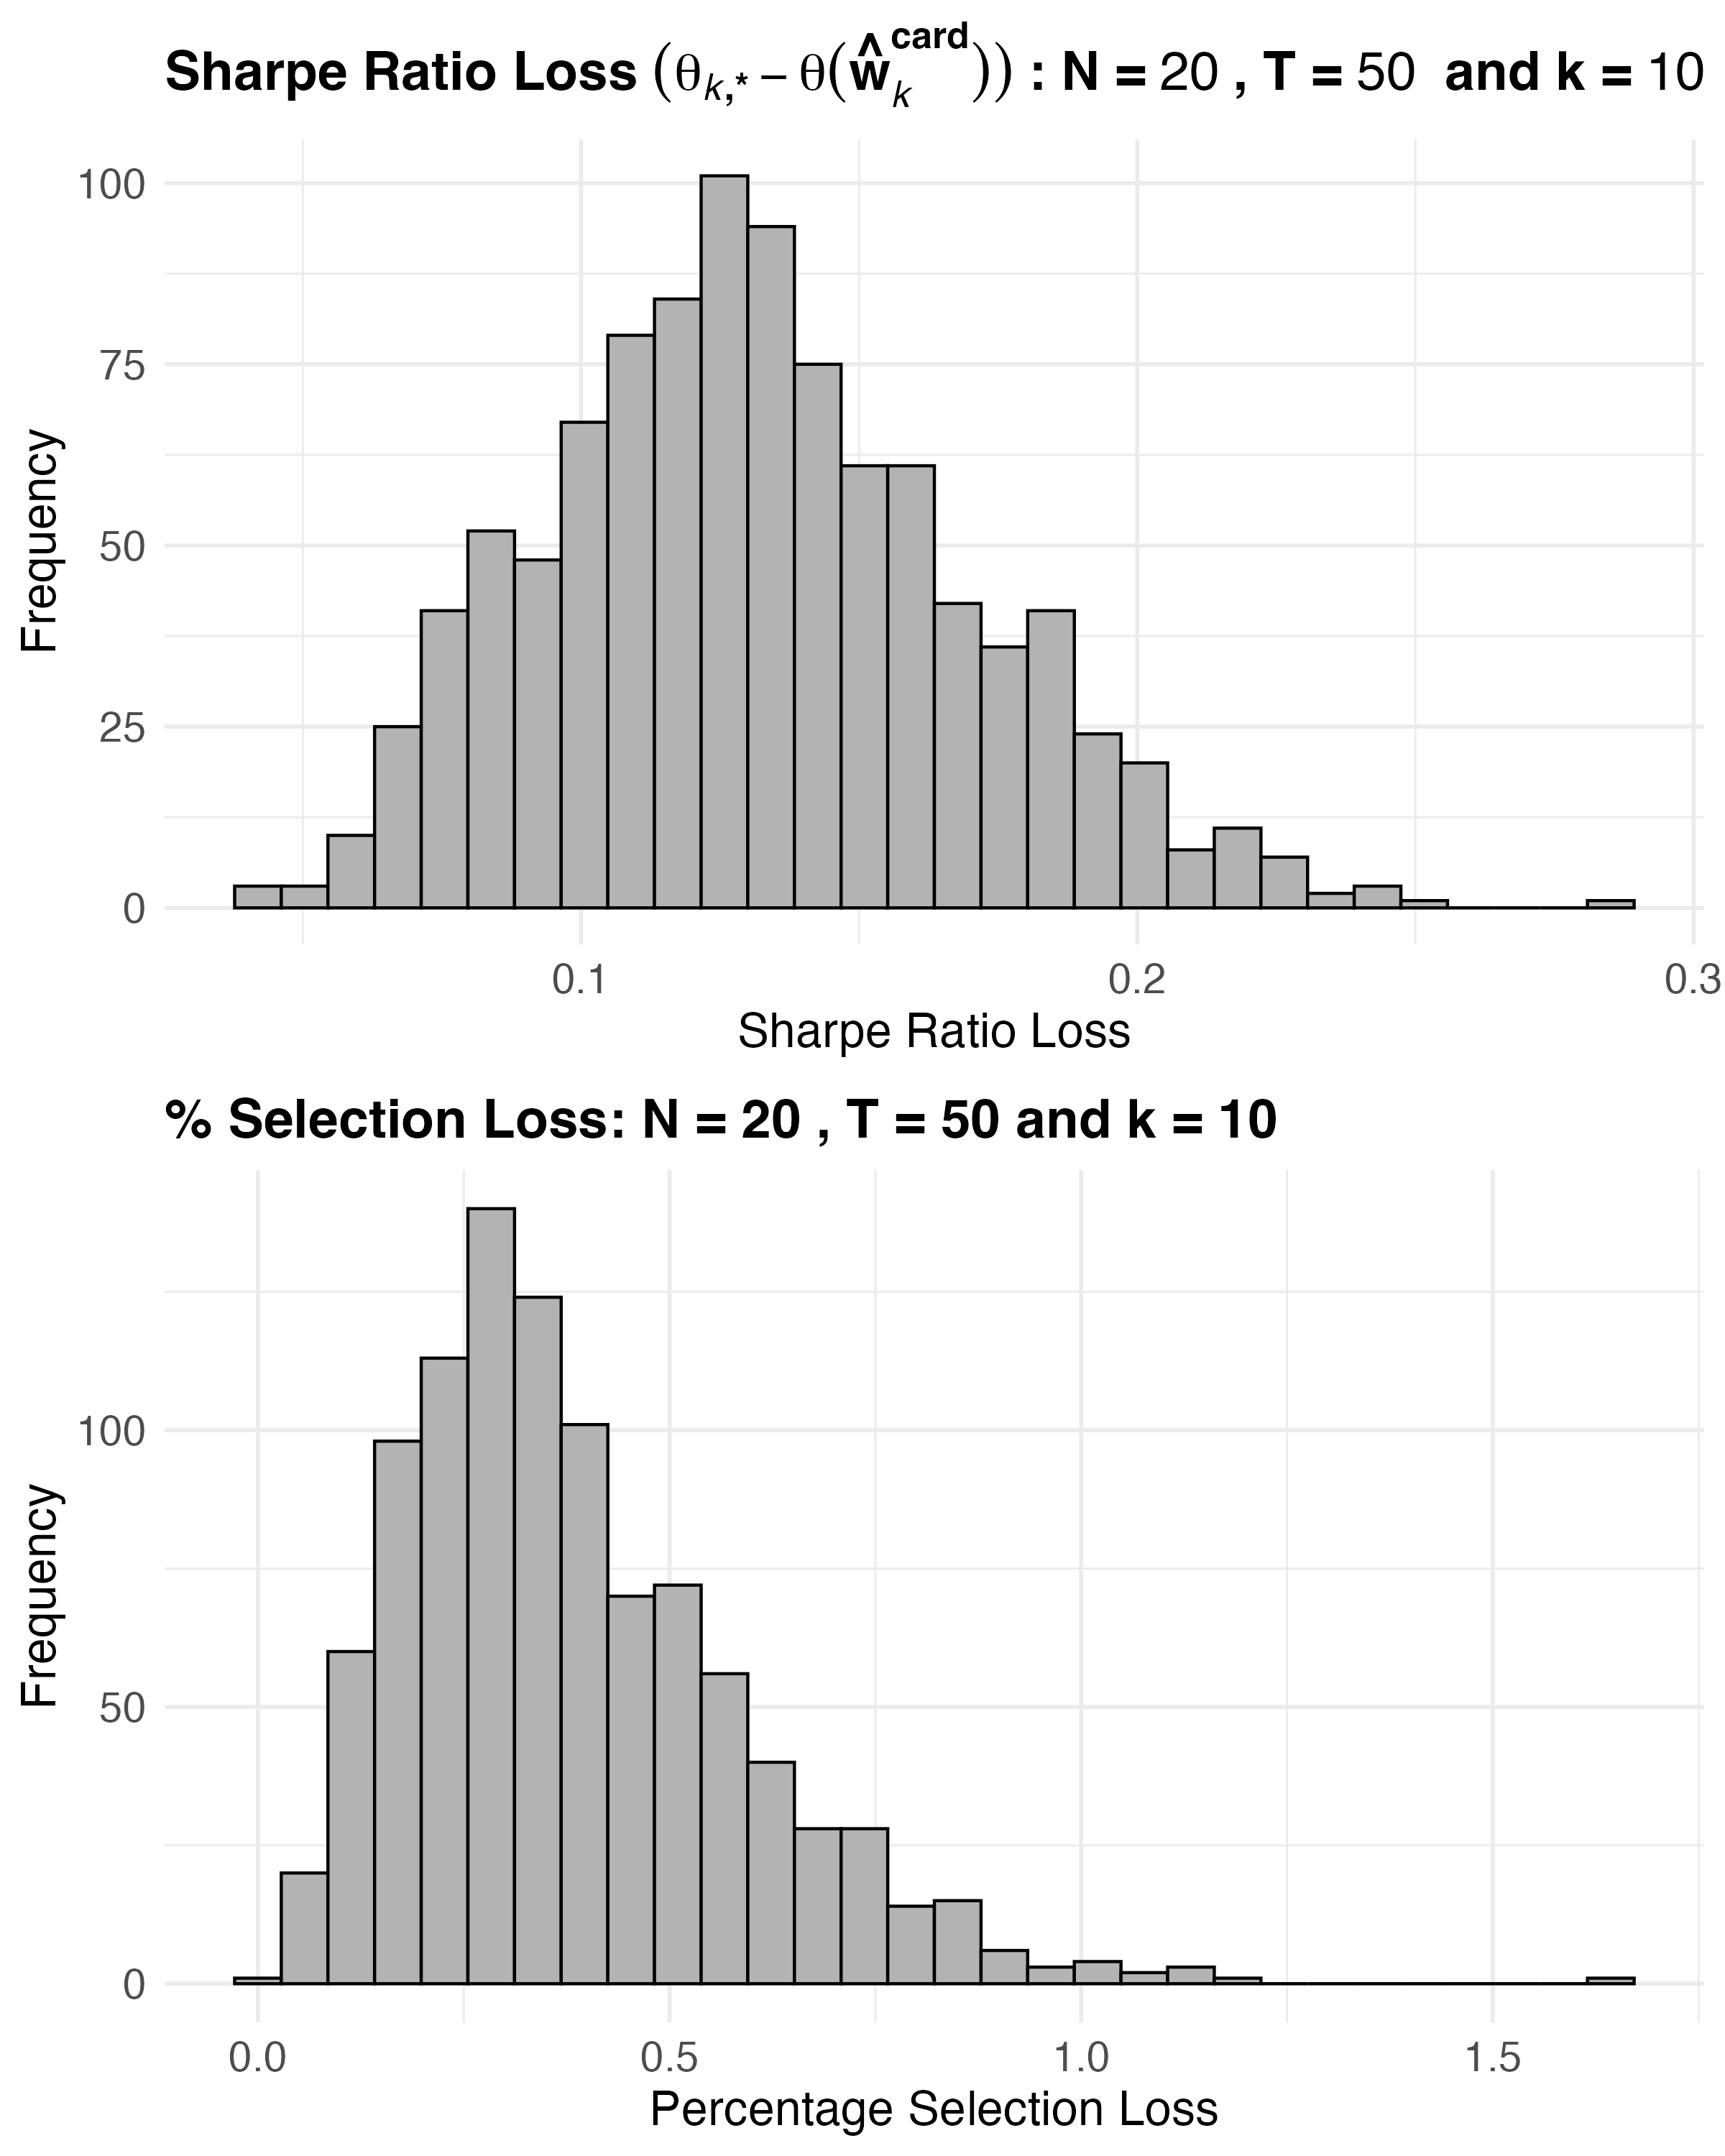 Sharpe Ratio Loss (θk,* − θ(ŵk^card)) : N = 20 , T = 50 and k = 10
100
75
50
25
0
Frequency
0.1 0.2 0.3
Sharpe Ratio Loss
% Selection Loss: N = 20 , T = 50 and k = 10
100
50
0
Frequency
0.0 0.5 1.0 1.5
Percentage Selection Loss